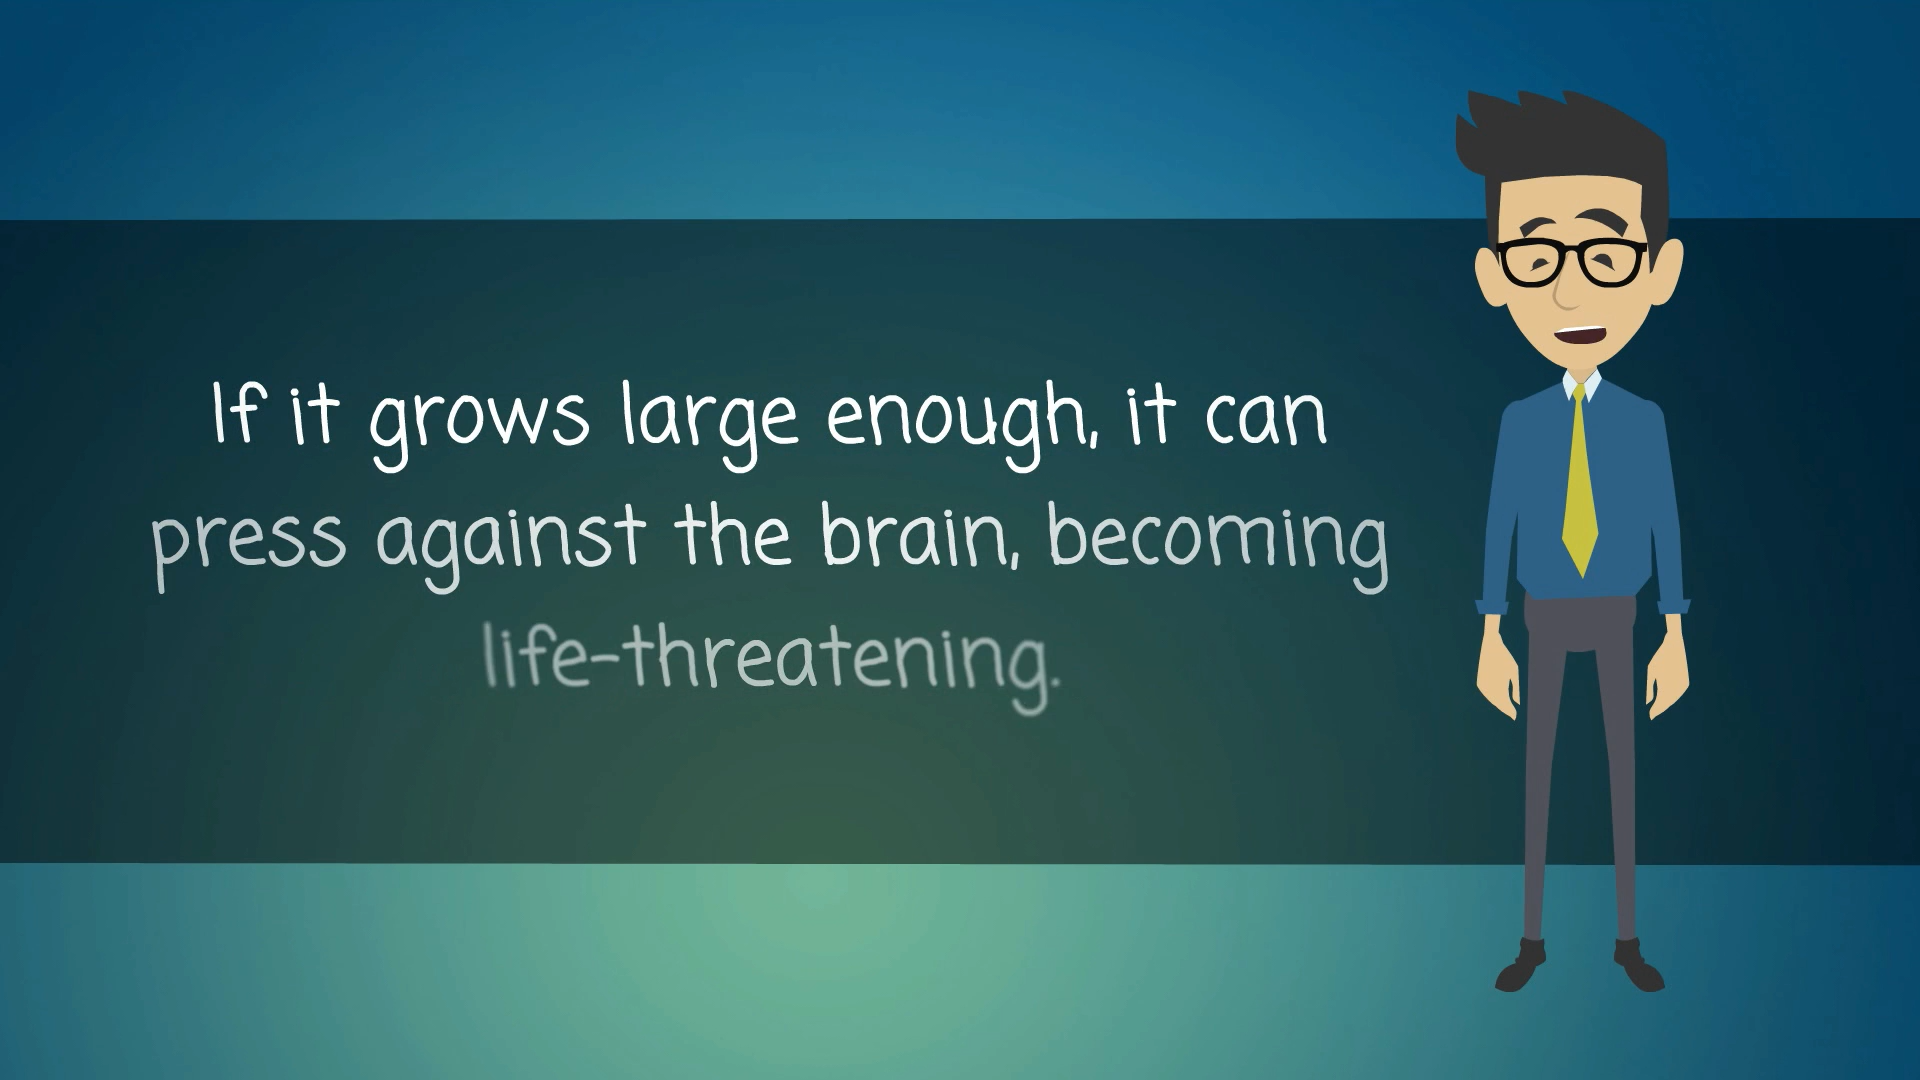 If it grows large enough, it can
press against the brain, becoming
life-threatening.